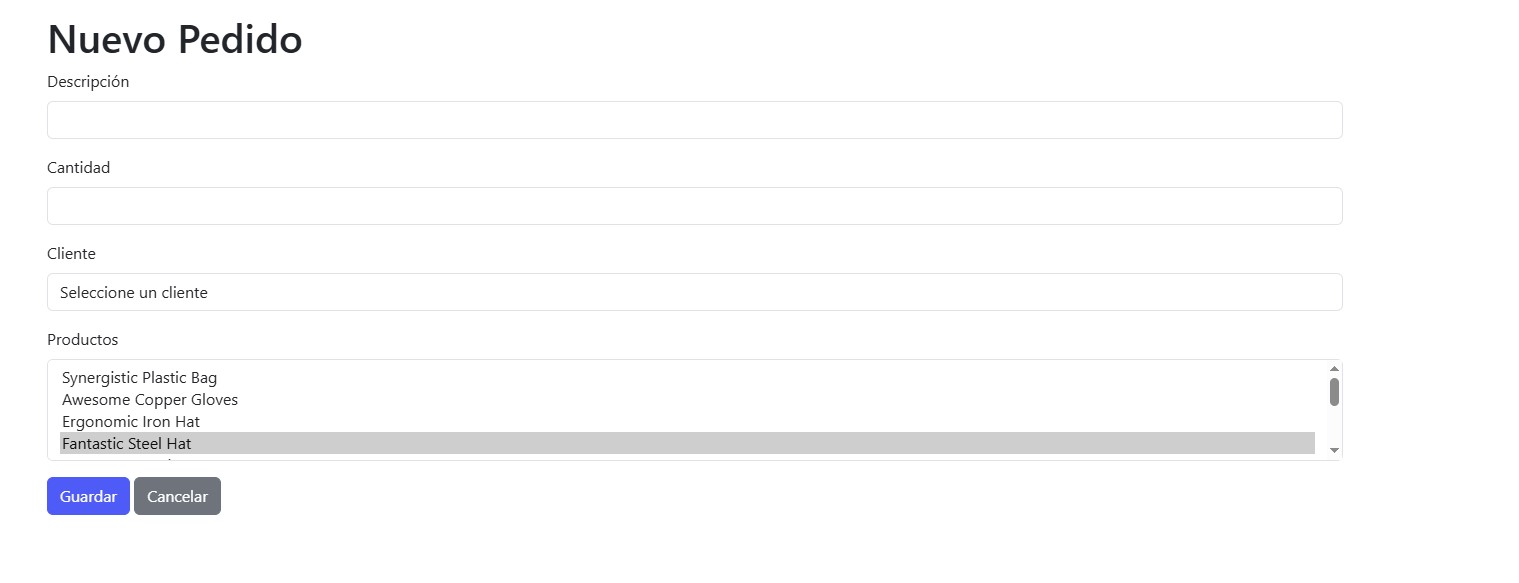 Nuevo Pedido
Descripción
Cantidad
Cliente
Seleccione un cliente
Productos
Synergistic Plastic Bag
Awesome Copper Gloves
Ergonomic Iron Hat
Fantastic Steel Hat
Guardar Cancelar